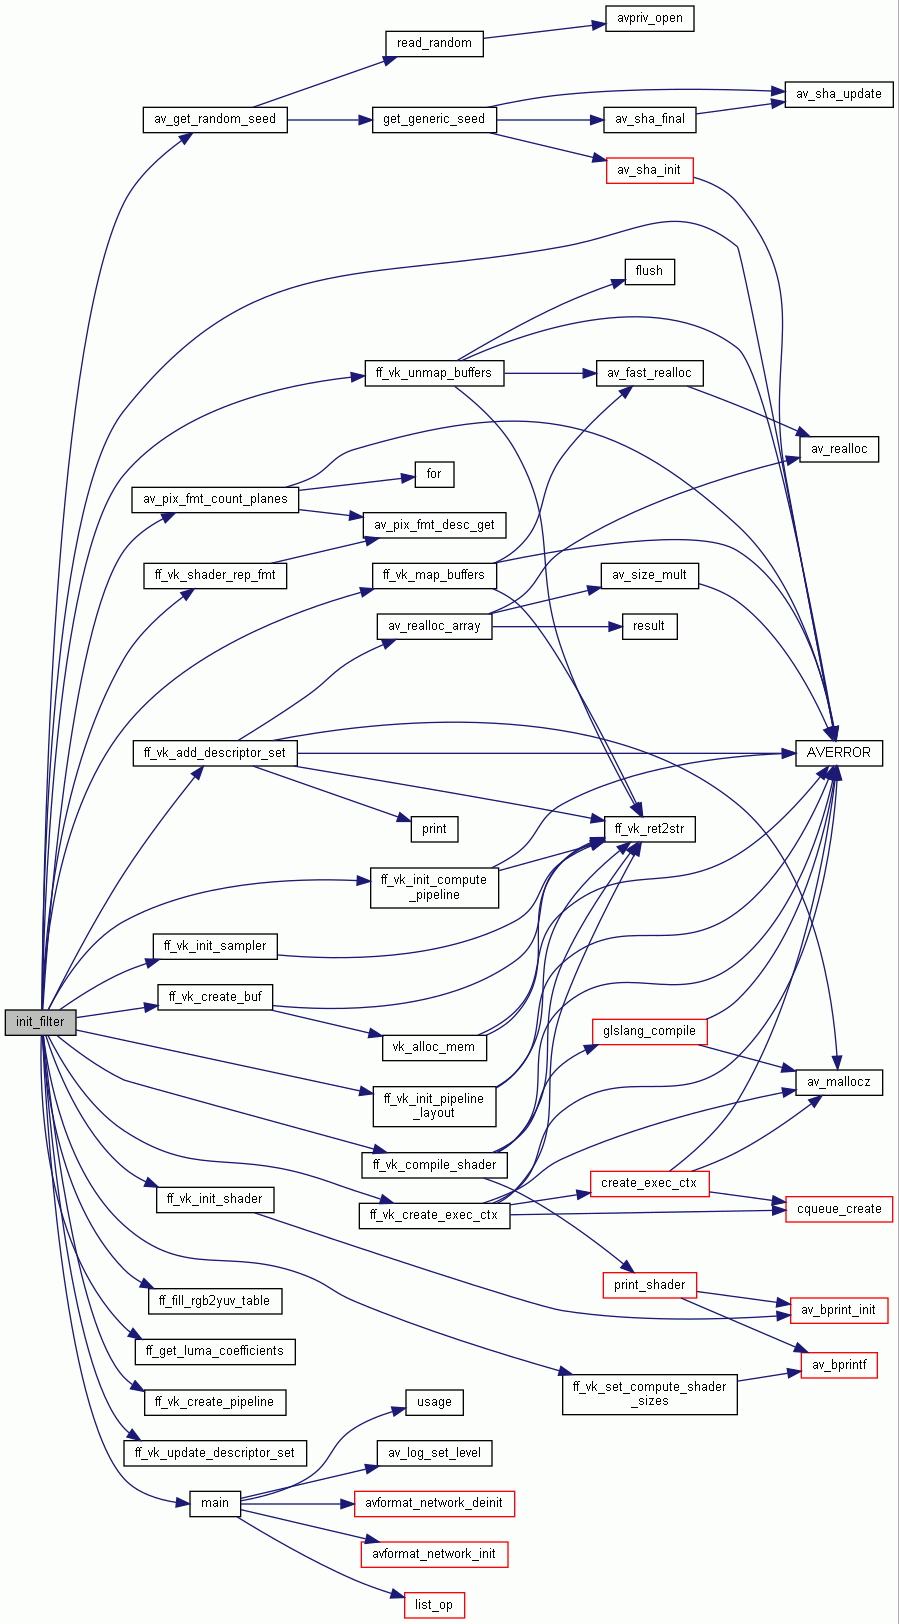 avpriv_open
read_random
av_sha_update
av_get_random_seed
get_generic_seed
av_sha_final
av_sha_init
flush
ff_vk_unmap_buffers
av_fast_realloc
av_realloc
for
av_pix_fmt_count_planes
av_pix_fmt_desc_get
ff_vk_shader_rep_fmt
ff_vk_map_buffers
av_size_mult
av_realloc_array
result
ff_vk_add_descriptor_set
AVERROR
print
ff_vk_ret2str
ff_vk_init_compute
_pipeline
ff_vk_init_sampler
ff_vk_create_buf
init_filter
glslang_compile
vk_alloc_mem
av_mallocz
ff_vk_init_pipeline
_layout
ff_vk_compile_shader
create_exec_ctx
ff_vk_init_shader
cqueue_create
ff_vk_create_exec_ctx
print_shader
ff_fill_rgb2yuv_table
av_bprint_init
ff_get_luma_coefficients
av_bprintf
ff_vk_set_compute_shader
_sizes
ff_vk_create_pipeline
usage
ff_vk_update_descriptor_set
av_log_set_level
main
avformat_network_deinit
avformat_network_init
list_op